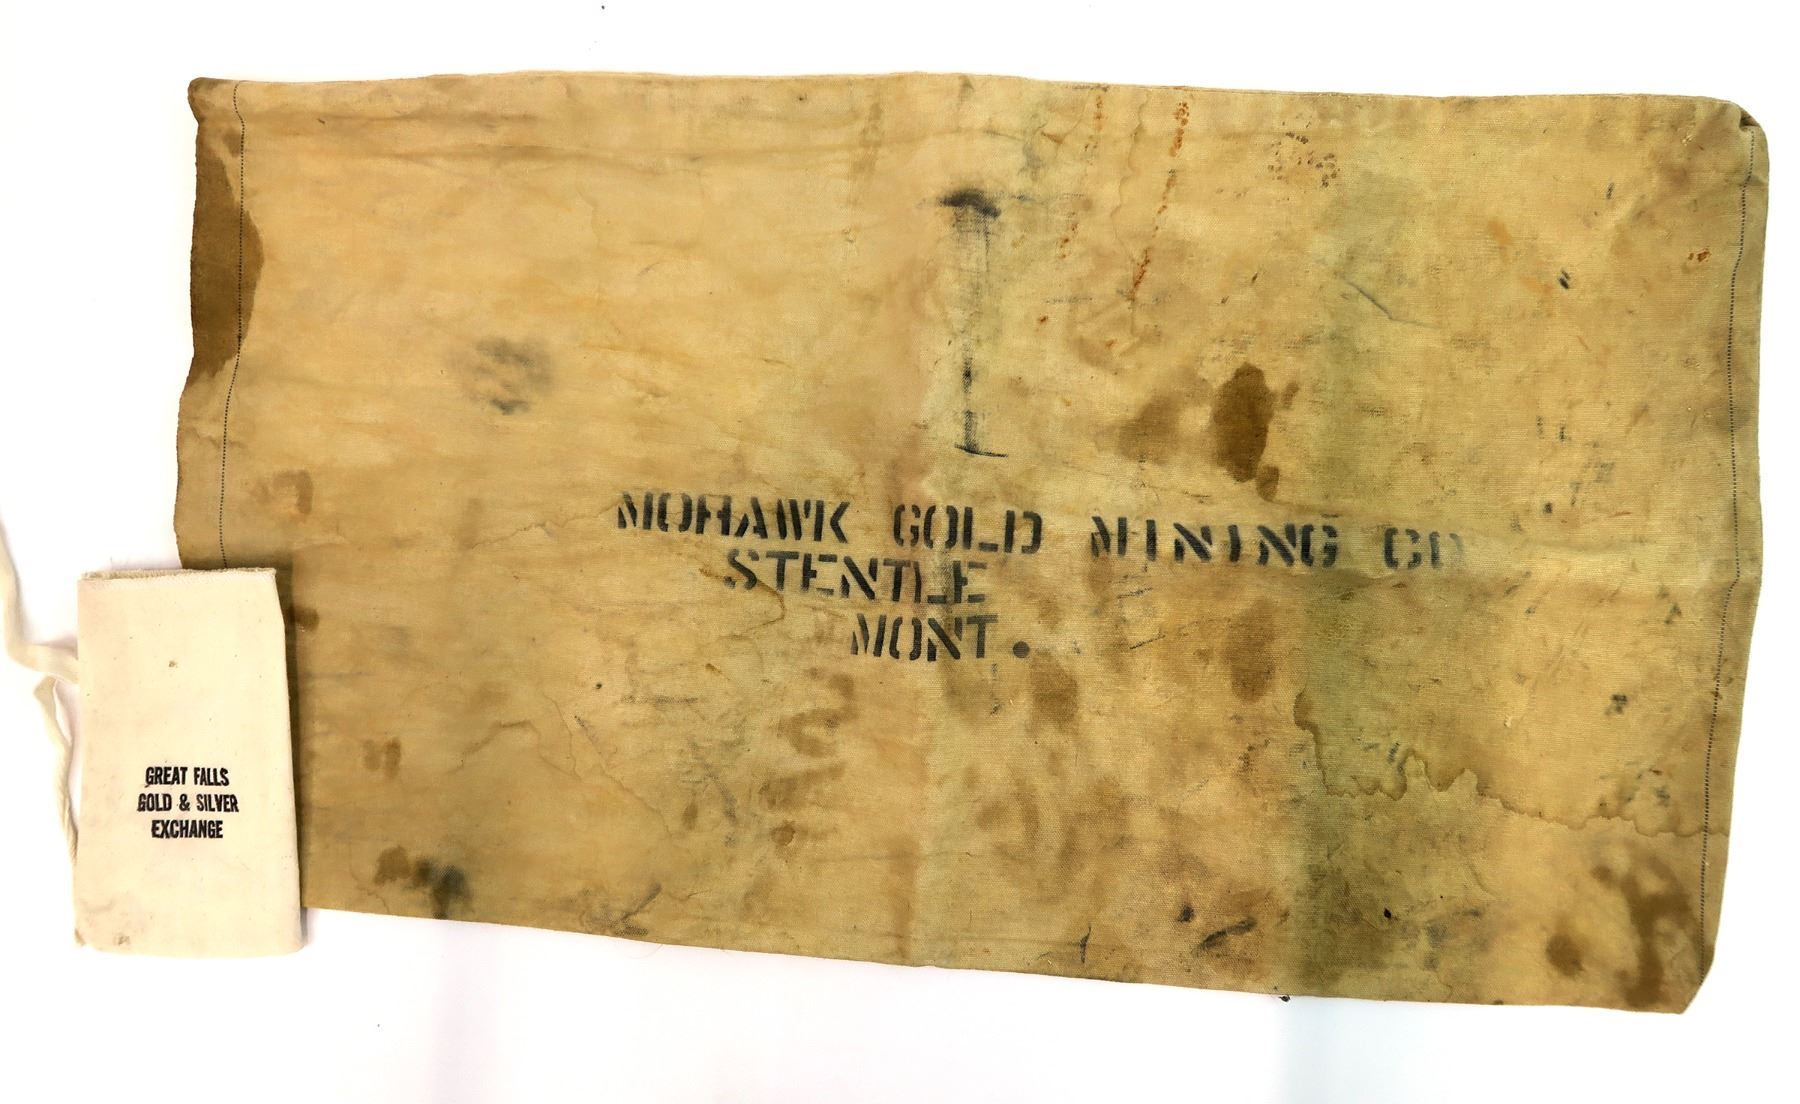 MOHAWK GOLD MINING CO
STENTLE
MONT.
GREAT FALLS
GOLD & SILVER
EXCHANGE